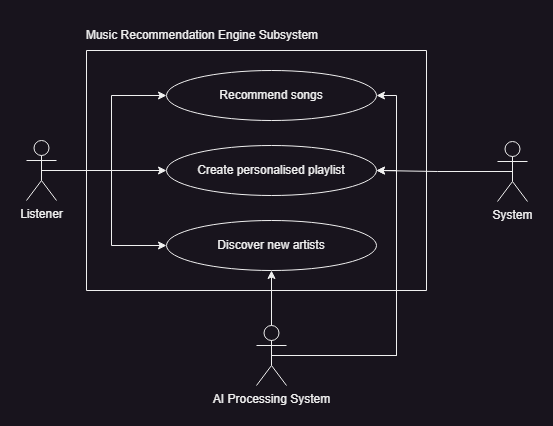 Music Recommendation Engine Subsystem
Recommend songs
Create personalised playlist
Discover new artists
Listener
System
AI Processing System